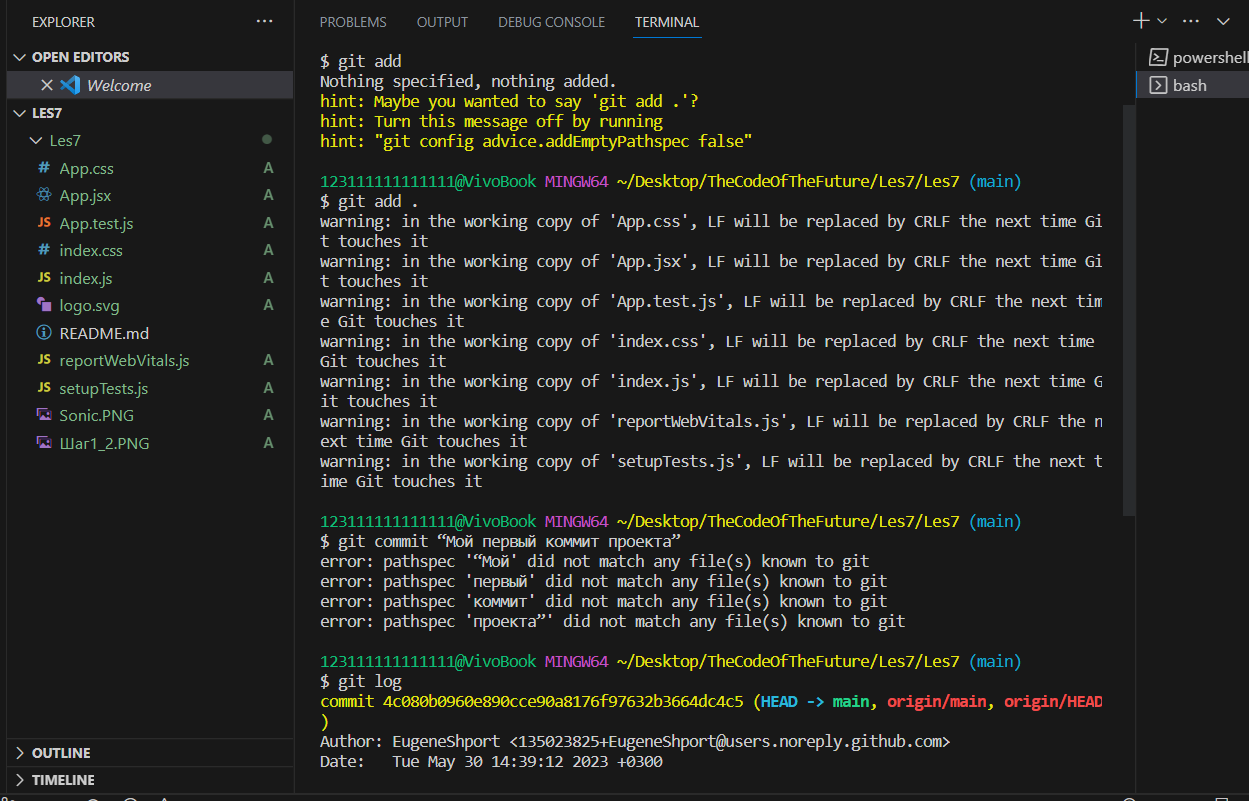 EXPLORER
OPEN EDITORS
Welcome
LES7
Les7
App.css A
App.jsx A
App.test.js A
index.css A
index.js A
logo.svg A
README.md
reportWebVitals.js A
setupTests.js A
Sonic.PNG A
Шаг1_2.PNG A
OUTLINE
TIMELINE
PROBLEMS OUTPUT DEBUG CONSOLE TERMINAL
$ git add
Nothing specified, nothing added.
hint: Maybe you wanted to say 'git add .'?
hint: Turn this message off by running
hint: "git config advice.addEmptyPathspec false"
123111111111111@VivoBook MINGW64 ~/Desktop/TheCodeOfTheFuture/Les7/Les7 (main)
$ git add .
warning: in the working copy of 'App.css', LF will be replaced by CRLF the next time Gi
t touches it
warning: in the working copy of 'App.jsx', LF will be replaced by CRLF the next time Gi
t touches it
warning: in the working copy of 'App.test.js', LF will be replaced by CRLF the next tim
e Git touches it
warning: in the working copy of 'index.css', LF will be replaced by CRLF the next time
Git touches it
warning: in the working copy of 'index.js', LF will be replaced by CRLF the next time G
it touches it
warning: in the working copy of 'reportWebVitals.js', LF will be replaced by CRLF the n
ext time Git touches it
warning: in the working copy of 'setupTests.js', LF will be replaced by CRLF the next t
ime Git touches it
123111111111111@VivoBook MINGW64 ~/Desktop/TheCodeOfTheFuture/Les7/Les7 (main)
$ git commit “Мой первый коммит проекта”
error: pathspec '“Мой' did not match any file(s) known to git
error: pathspec 'первый' did not match any file(s) known to git
error: pathspec 'коммит' did not match any file(s) known to git
error: pathspec 'проекта”' did not match any file(s) known to git
123111111111111@VivoBook MINGW64 ~/Desktop/TheCodeOfTheFuture/Les7/Les7 (main)
$ git log
commit 4c080b0960e890cce90a8176f97632b3664dc4c5 (HEAD -> main, origin/main, origin/HEAD
)
Author: EugeneShport <135023825+EugeneShport@users.noreply.github.com>
Date: Tue May 30 14:39:12 2023 +0300
powershell
bash